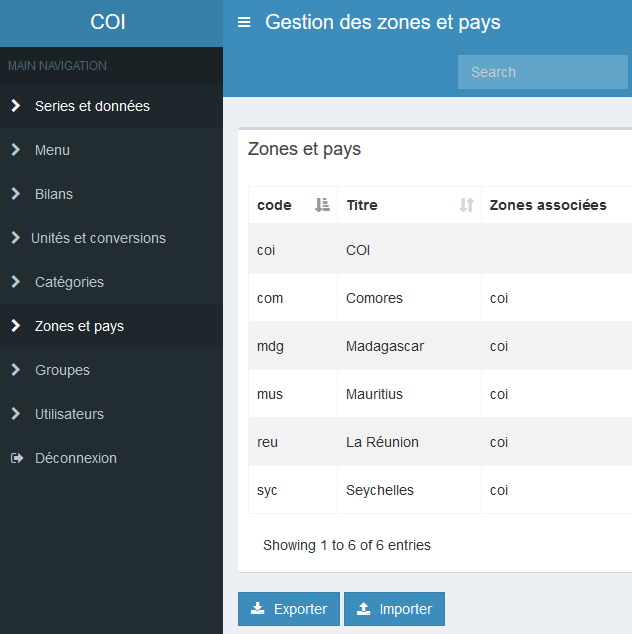 COI
Gestion des zones et pays
MAIN NAVIGATION
Search
Series et données
Menu
Bilans
Unités et conversions
Catégories
Zones et pays
Groupes
Utilisateurs
Déconnexion
Zones et pays
code Titre Zones associées
coi COI
com Comores coi
mdg Madagascar coi
mus Mauritius coi
reu La Réunion coi
syc Seychelles coi
Showing 1 to 6 of 6 entries
Exporter Importer